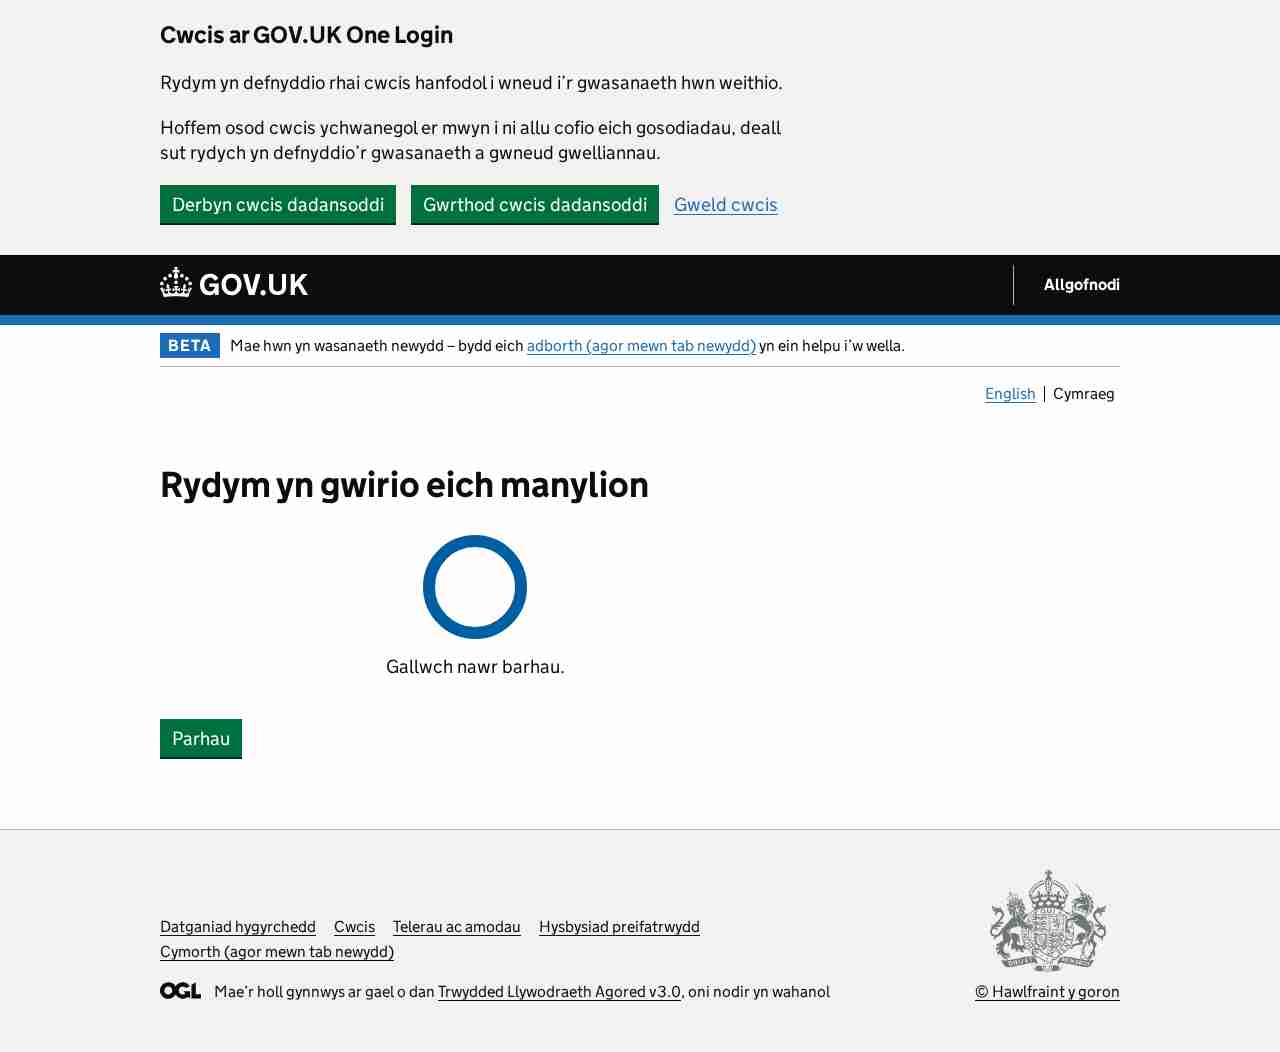 Cwcis ar GOV.UK One Login
Rydym yn defnyddio rhai cwcis hanfodol i wneud i’r gwasanaeth hwn weithio.
Hoffem osod cwcis ychwanegol er mwyn i ni allu cofio eich gosodiadau, deall
sut rydych yn defnyddio’r gwasanaeth a gwneud gwelliannau.
Derbyn cwcis dadansoddi Gwrthod cwcis dadansoddi Gweld cwcis
GOV.UK Allgofnodi
BETA Mae hwn yn wasanaeth newydd – bydd eich adborth (agor mewn tab newydd) yn ein helpu i’w wella.
English Cymraeg
Rydym yn gwirio eich manylion
Gallwch nawr barhau.
Parhau
Datganiad hygyrchedd Cwcis Telerau ac amodau Hysbysiad preifatrwydd
Cymorth (agor mewn tab newydd)
OGL Mae’r holl gynnwys ar gael o dan Trwydded Llywodraeth Agored v3.0, oni nodir yn wahanol
© Hawlfraint y goron